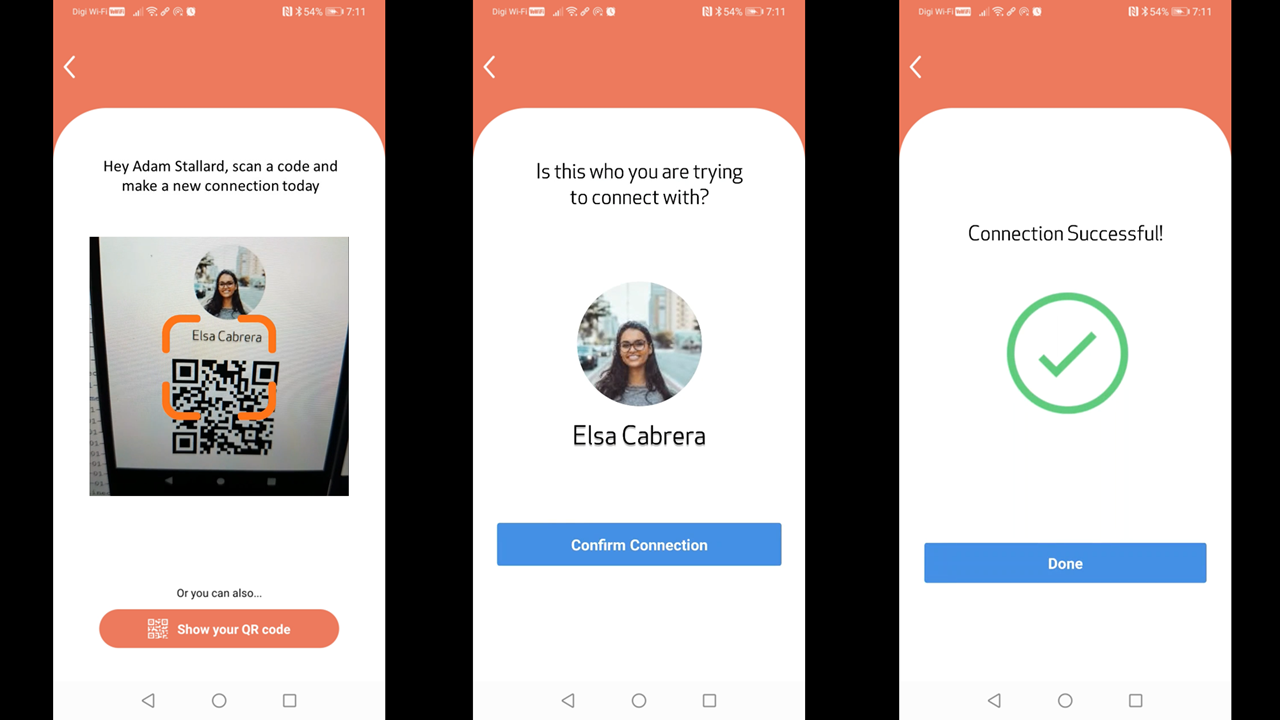 Digi Wi-Fi
54%
7:11
Hey Adam Stallard, scan a code and
make a new connection today
Elsa Cabrera
Or you can also...
Show your QR code
Digi Wi-Fi
54%
7:11
Is this who you are trying
to connect with?
Elsa Cabrera
Confirm Connection
Digi Wi-Fi
54%
7:11
Connection Successful!
Done